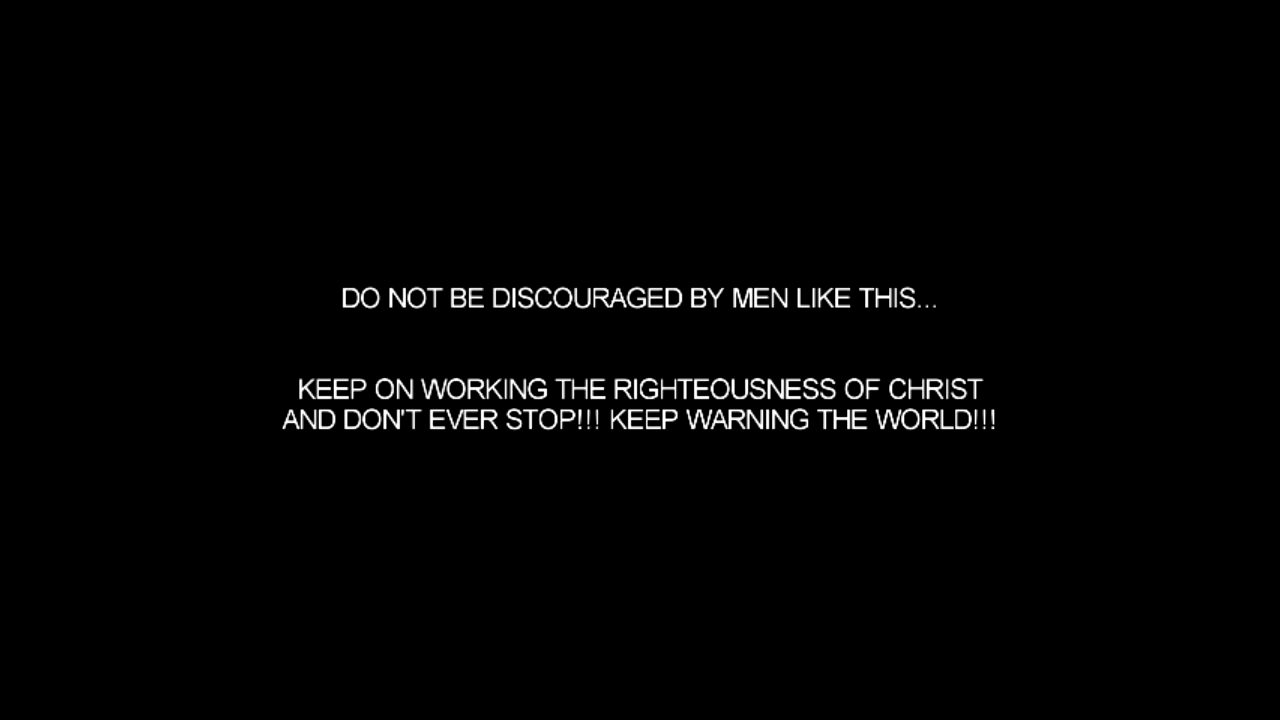 DO NOT BE DISCOURAGED BY MEN LIKE THIS...
KEEP ON WORKING THE RIGHTEOUSNESS OF CHRIST
AND DON'T EVER STOP!!! KEEP WARNING THE WORLD!!!